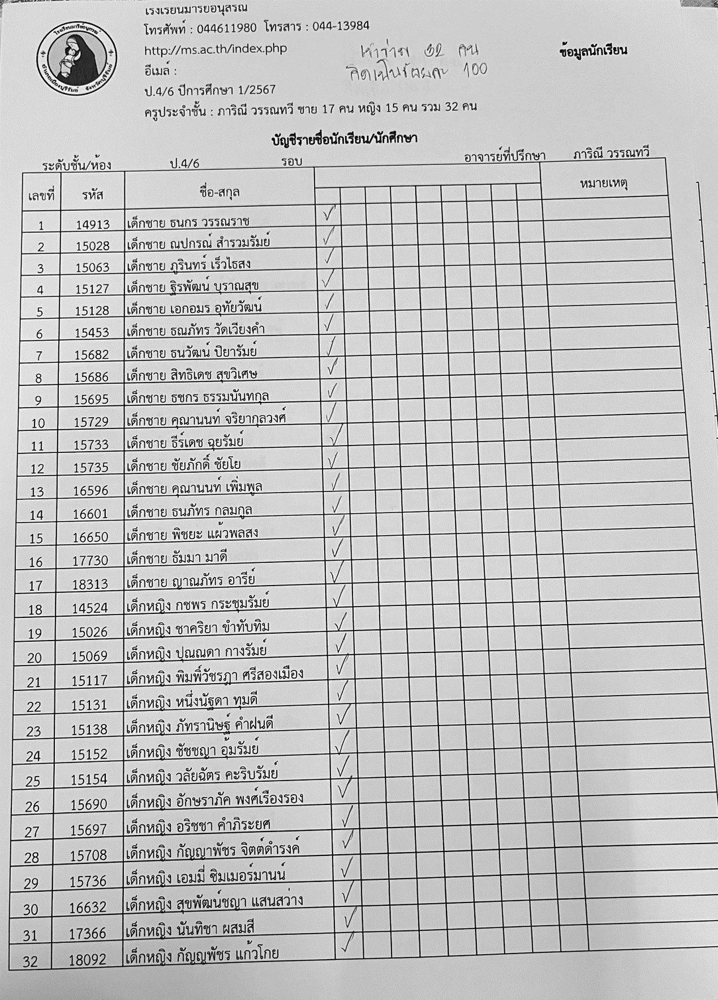 โรงเรียนมารีย์อนุสรณ์
อำเภอเมืองบุรีรัมย์ จังหวัดบุรีรัมย์
เรงเรียนมารยอนุสรณ
โทรศัพท์ : 044611980 โทรสาร : 044-13984
http://ms.ac.th/index.php
อีเมล์ :
ป.4/6 ปีการศึกษา 1/2567
ครูประจำชั้น : ภาริณี วรรณทวี ชาย 17 คน หญิง 15 คน รวม 32 คน
เข้าร่วม 32 คน
คิดเป็นร้อยละ 100
ข้อมูลนักเรียน
บัญชีรายชื่อนักเรียน/นักศึกษา
ระดับชั้น/ห้อง ป.4/6 รอบ อาจารย์ที่ปรึกษา ภาริณี วรรณทวี
เลขที่ รหัส ชื่อ-สกุล หมายเหตุ
1 14913 เด็กชาย ธนกร วรรณราช ✓
2 15028 เด็กชาย ณปกรณ์ สำรวมรัมย์ ✓
3 15063 เด็กชาย ภูรินทร์ เร็วไธสง ✓
4 15127 เด็กชาย ฐิรพัฒน์ บุราณสุข ✓
5 15128 เด็กชาย เอกอมร อุทัยวัฒน์ ✓
6 15453 เด็กชาย ธณภัทร วัดเวียงคำ ✓
7 15682 เด็กชาย ธนวัฒน์ ปิยารัมย์ ✓
8 15686 เด็กชาย สิทธิเดช สุขวิเศษ ✓
9 15695 เด็กชาย ธชกร ธรรมนันทกุล ✓
10 15729 เด็กชาย คุณานนท์ จริยากุลวงศ์ ✓
11 15733 เด็กชาย ธีร์เดช ฉุยรัมย์ ✓
12 15735 เด็กชาย ชัยภักดิ์ ชัยโย ✓
13 16596 เด็กชาย คุณานนท์ เพิ่มพูล ✓
14 16601 เด็กชาย ธนภัทร กลมกูล ✓
15 16650 เด็กชาย พิชยะ แผ้วพลสง ✓
16 17730 เด็กชาย ธัมมา มาดี ✓
17 18313 เด็กชาย ญาณภัทร อารีย์ ✓
18 14524 เด็กหญิง กชพร กระชุมรัมย์ ✓
19 15026 เด็กหญิง ชาคริยา ขำทับทิม ✓
20 15069 เด็กหญิง ปุณณดา กางรัมย์ ✓
21 15117 เด็กหญิง พิมพิ์วัชรฎา ศรีสองเมือง ✓
22 15131 เด็กหญิง หนึ่งนัฐดา ทุมดี ✓
23 15138 เด็กหญิง ภัทรานิษฐ์ คำฝนดี ✓
24 15152 เด็กหญิง ชัชชญา อุ้มรัมย์ ✓
25 15154 เด็กหญิง วลัยฉัตร คะริบรัมย์ ✓
26 15690 เด็กหญิง อักษราภัค พงศ์เรืองรอง ✓
27 15697 เด็กหญิง อริชชา คำภิระยศ ✓
28 15708 เด็กหญิง กัญญาพัชร จิตต์ดำรงค์ ✓
29 15736 เด็กหญิง เอมมี่ ซิมเมอร์มานน์ ✓
30 16632 เด็กหญิง สุขพัฒน์ชญา แสนสว่าง ✓
31 17366 เด็กหญิง นันทิชา ผสมสี ✓
32 18092 เด็กหญิง กัญญพัชร แก้วโกย ✓